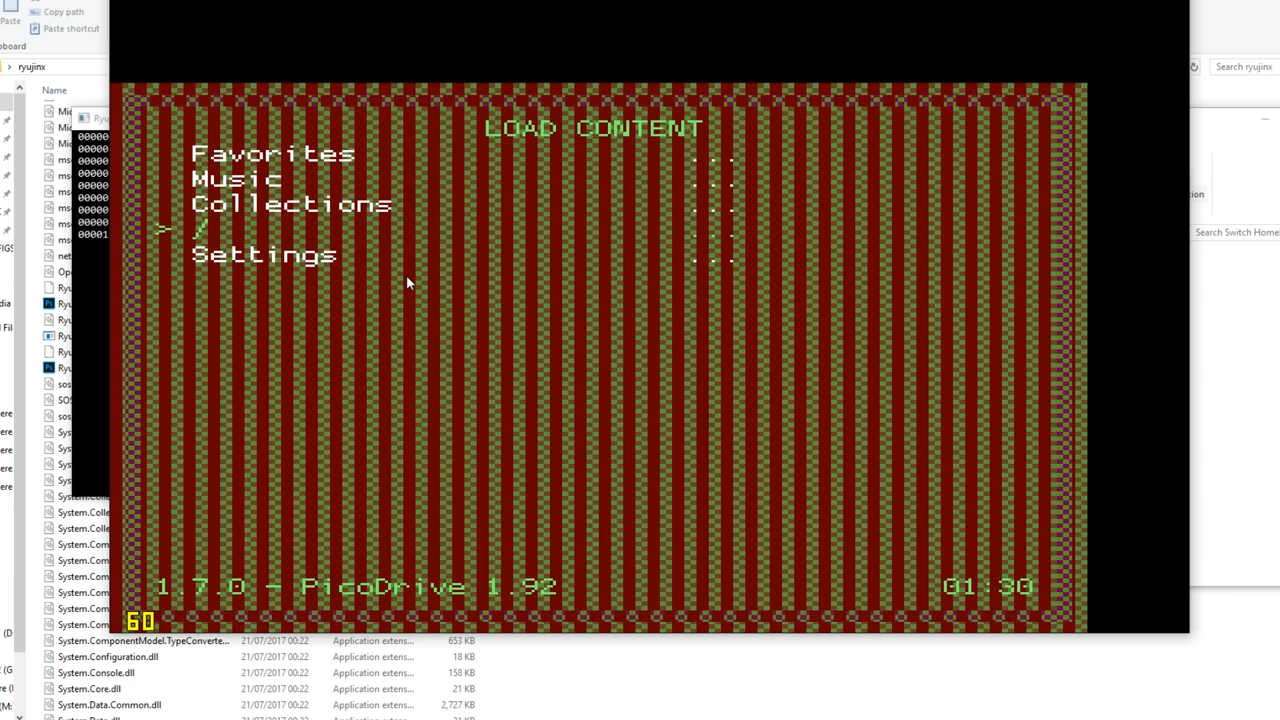 Copy path
Paste
Paste shortcut
board
ryujinx
Search ryujinx
Name
LOAD CONTENT
Favorites ...
Music ...
Collections ...
> / ...
Settings ...
Search Switch Home
1.7.0 - PicoDrive 1.92 01:30
60
System.ComponentModel.TypeConverte... 21/07/2017 00:22 Application extens... 653 KB
System.Configuration.dll 21/07/2017 00:22 Application extens... 18 KB
System.Console.dll 21/07/2017 00:22 Application extens... 158 KB
System.Core.dll 21/07/2017 00:22 Application extens... 21 KB
System.Data.Common.dll 21/07/2017 00:22 Application extens... 2,727 KB